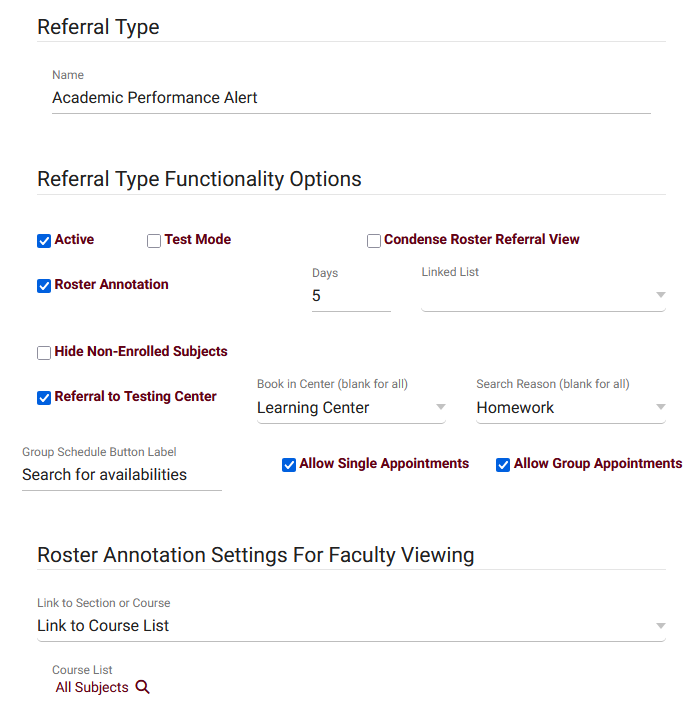 Referral Type
Name
Academic Performance Alert
Referral Type Functionality Options
Active Test Mode Condense Roster Referral View
Roster Annotation Days 5 Linked List
Hide Non-Enrolled Subjects
Referral to Testing Center Book in Center (blank for all) Learning Center Search Reason (blank for all) Homework
Group Schedule Button Label
Search for availabilities Allow Single Appointments Allow Group Appointments
Roster Annotation Settings For Faculty Viewing
Link to Section or Course
Link to Course List
Course List
All Subjects